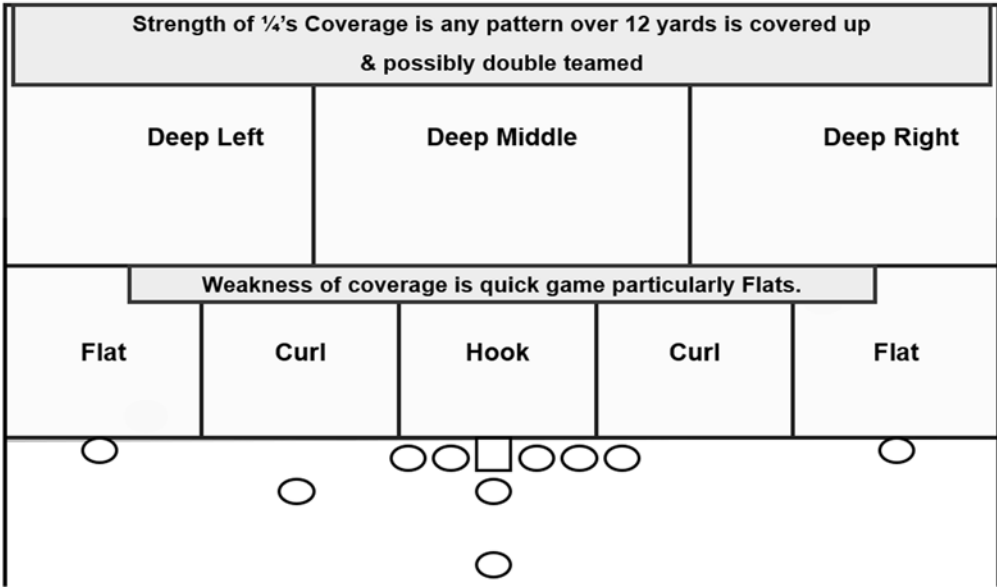 Strength of ¼’s Coverage is any pattern over 12 yards is covered up
& possibly double teamed
Deep Left
Deep Middle
Deep Right
Weakness of coverage is quick game particularly Flats.
Flat
Curl
Hook
Curl
Flat